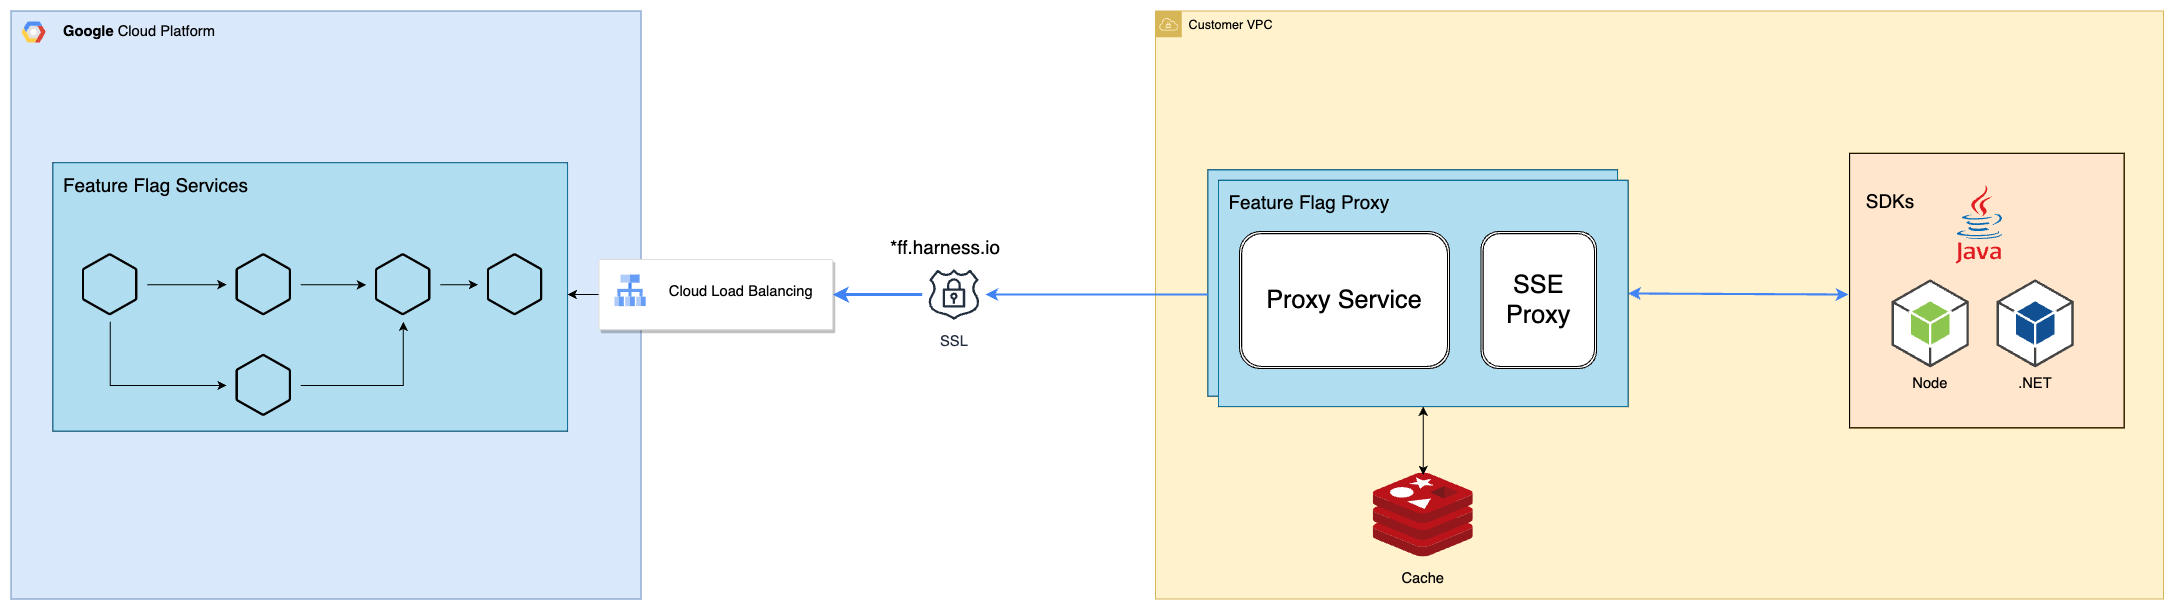 Google Cloud Platform
Feature Flag Services
Cloud Load Balancing
*ff.harness.io
SSL
Customer VPC
Feature Flag Proxy
Proxy Service
SSE
Proxy
Cache
SDKs
Java
Node
.NET